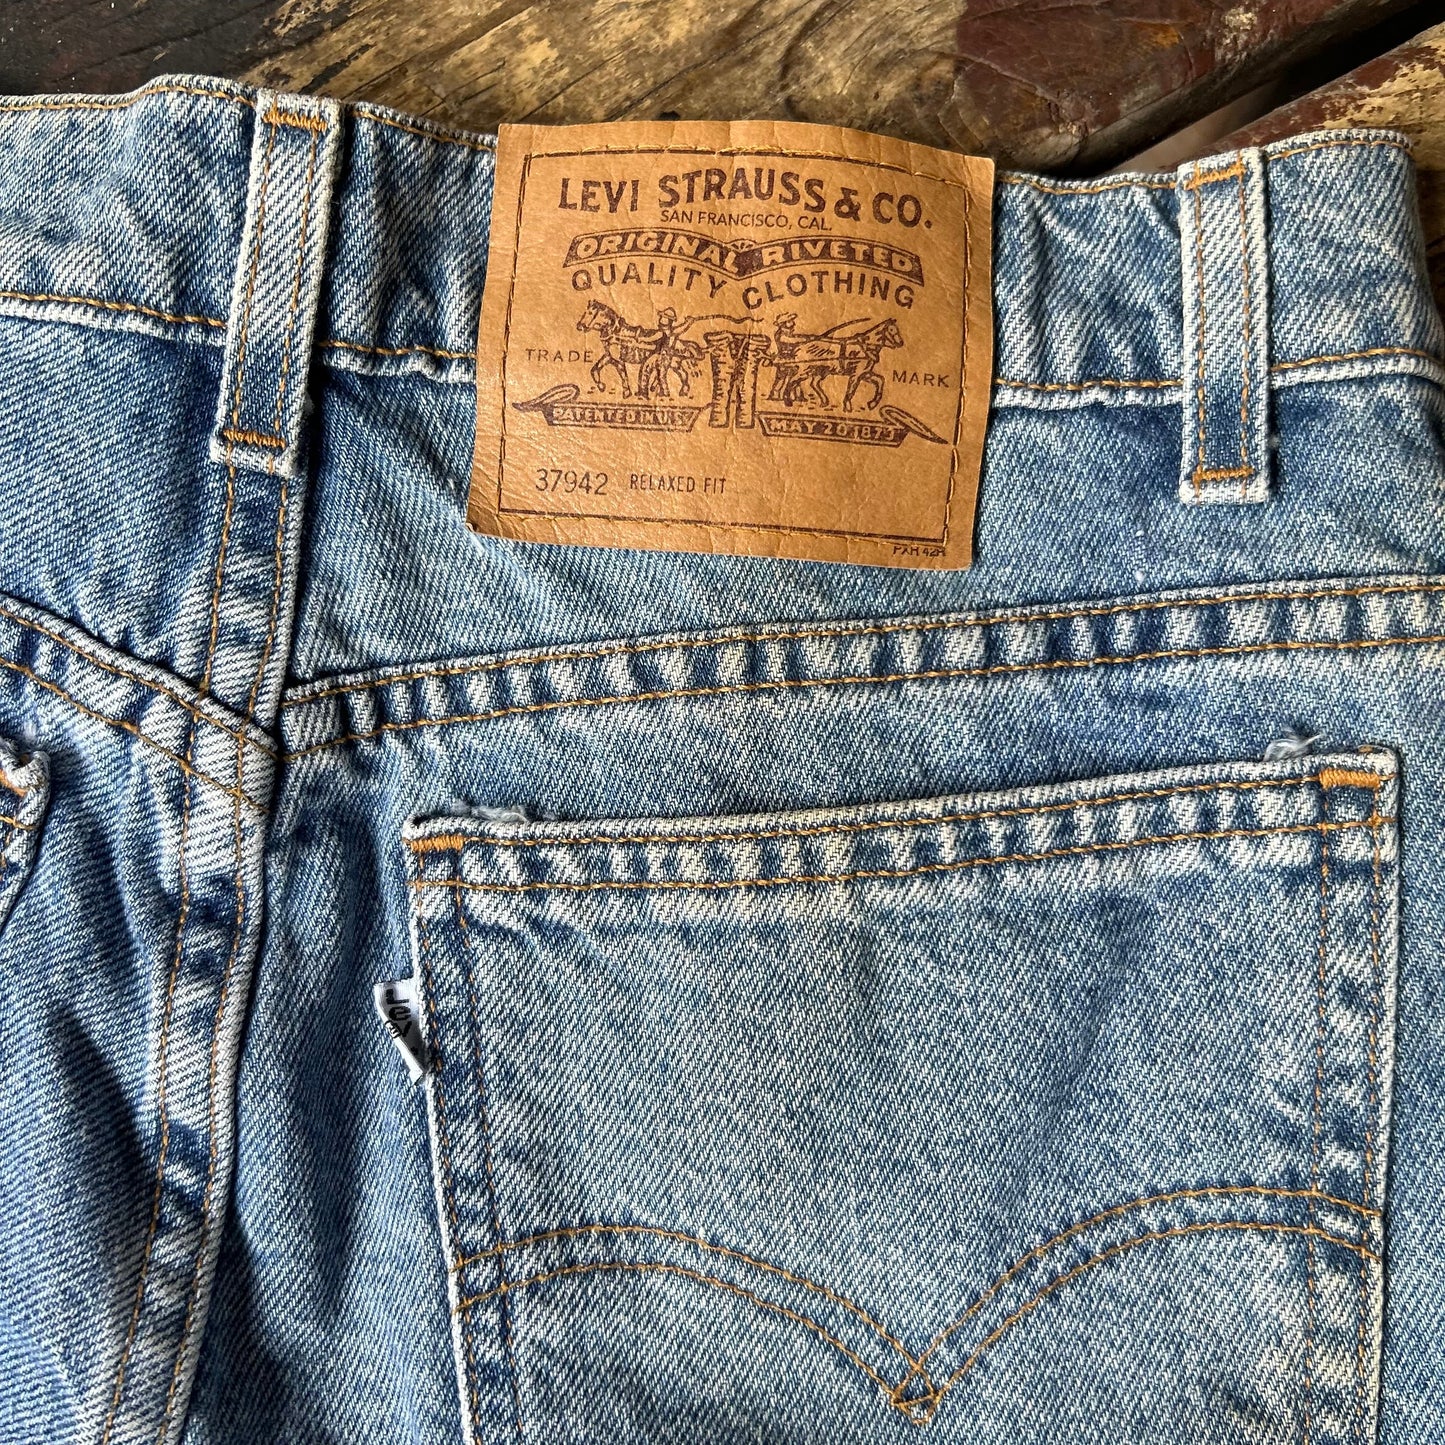 LEVI STRAUSS & CO.
SAN FRANCISCO, CAL.
ORIGINAL RIVETED
QUALITY CLOTHING
TRADE MARK
PATENTED IN U.S.
MAY 20 1873
37942 RELAXED FIT
Levi